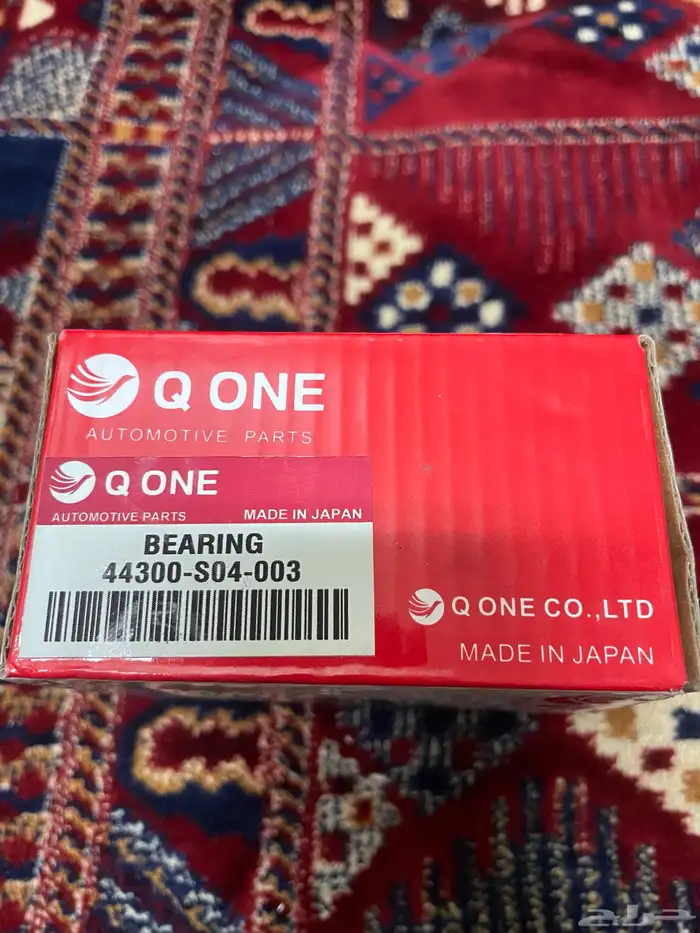 Q ONE
AUTOMOTIVE PARTS
Q ONE
AUTOMOTIVE PARTS MADE IN JAPAN
BEARING
44300-S04-003
Q ONE CO.,LTD
MADE IN JAPAN
حراج